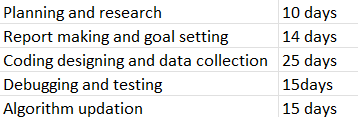 Planning and research 10 days
Report making and goal setting 14 days
Coding designing and data collection 25 days
Debugging and testing 15days
Algorithm updation 15 days